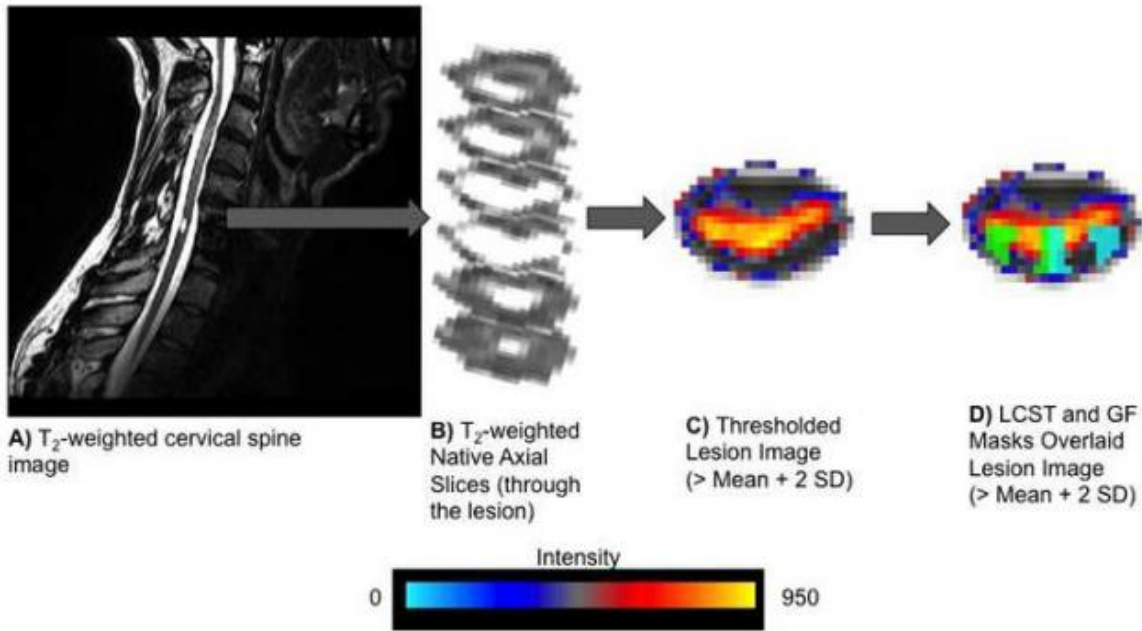 A) T₂-weighted cervical spine
image
B) T₂-weighted
Native Axial
Slices (through
the lesion)
C) Thresholded
Lesion Image
(> Mean + 2 SD)
D) LCST and GF
Masks Overlaid
Lesion Image
(> Mean + 2 SD)
Intensity
0
950